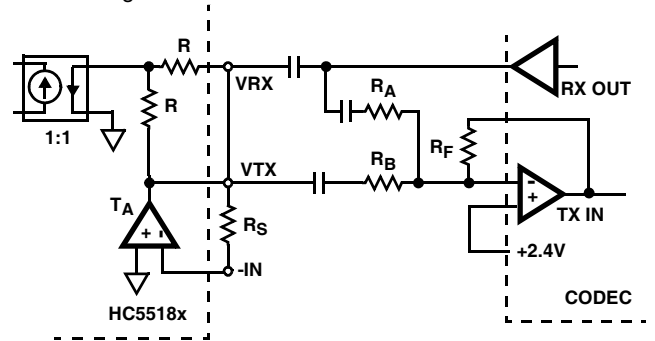 R
VRX
RX OUT
R
RA
1:1
RB
RF
VTX
TA
+ -
RS
-
+
TX IN
+2.4V
-IN
HC5518x
CODEC